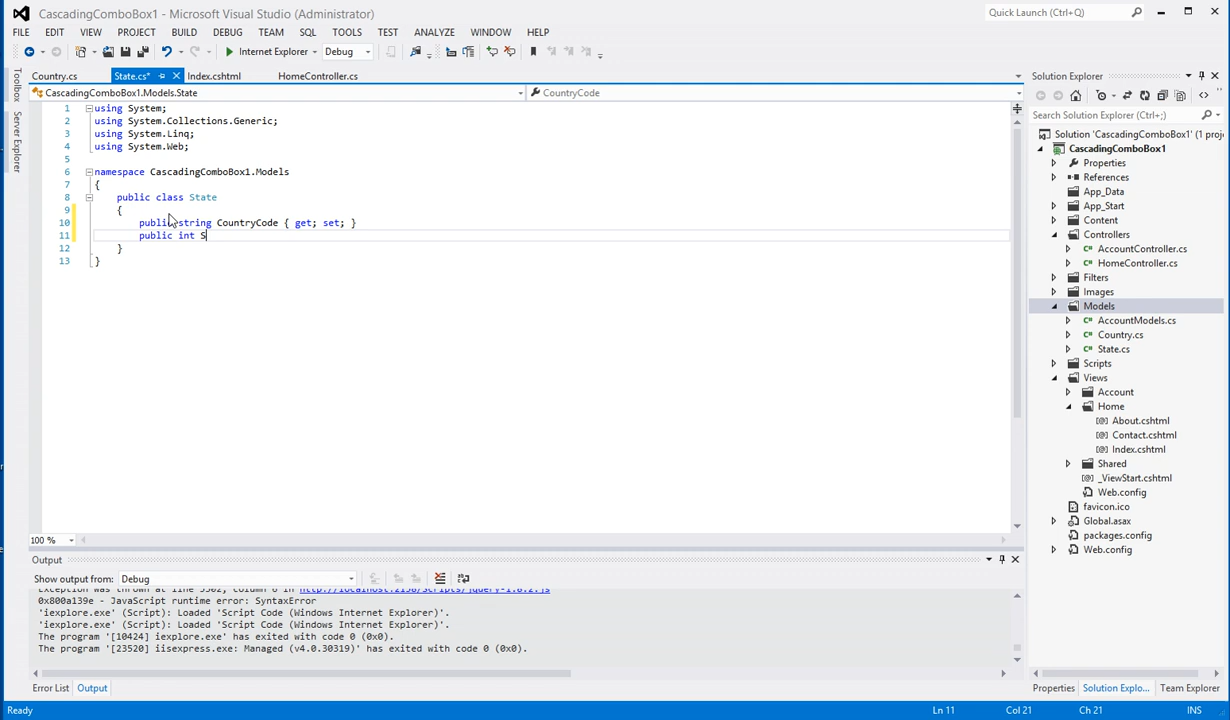 CascadingComboBox1 - Microsoft Visual Studio (Administrator)
Quick Launch (Ctrl+Q)
FILE EDIT VIEW PROJECT BUILD DEBUG TEAM SQL TOOLS TEST ANALYZE WINDOW HELP
Internet Explorer Debug
Toolbox
Server Explorer
Country.cs State.cs* Index.cshtml HomeController.cs
CascadingComboBox1.Models.State CountryCode
1 using System;
2 using System.Collections.Generic;
3 using System.Linq;
4 using System.Web;
5
6 namespace CascadingComboBox1.Models
7 {
8 public class State
9 {
10 public string CountryCode { get; set; }
11 public int S
12 }
13 }
100 %
Output
Show output from: Debug
0x800a139e - JavaScript runtime error: SyntaxError
'iexplore.exe' (Script): Loaded 'Script Code (Windows Internet Explorer)'.
'iexplore.exe' (Script): Loaded 'Script Code (Windows Internet Explorer)'.
The program '[10424] iexplore.exe' has exited with code 0 (0x0).
The program '[23520] iisexpress.exe: Managed (v4.0.30319)' has exited with code 0 (0x0).
Error List Output
Solution Explorer
Search Solution Explorer (Ctrl+;)
Solution 'CascadingComboBox1' (1 proj
CascadingComboBox1
Properties
References
App_Data
App_Start
Content
Controllers
AccountController.cs
HomeController.cs
Filters
Images
Models
AccountModels.cs
Country.cs
State.cs
Scripts
Views
Account
Home
About.cshtml
Contact.cshtml
Index.cshtml
Shared
_ViewStart.cshtml
Web.config
favicon.ico
Global.asax
packages.config
Web.config
Properties Solution Explo... Team Explorer
Ready Ln 11 Col 21 Ch 21 INS